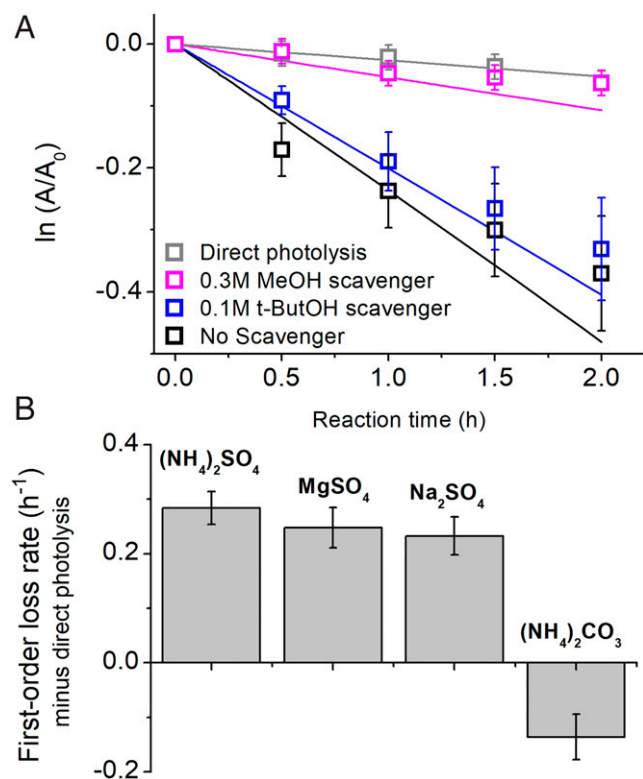 A
ln (A/A₀)
0.0
-0.2
-0.4
Direct photolysis
0.3M MeOH scavenger
0.1M t-ButOH scavenger
No Scavenger
0.0 0.5 1.0 1.5 2.0
Reaction time (h)
B
First-order loss rate (h⁻¹)
minus direct photolysis
0.4
0.2
0.0
-0.2
(NH₄)₂SO₄
MgSO₄
Na₂SO₄
(NH₄)₂CO₃